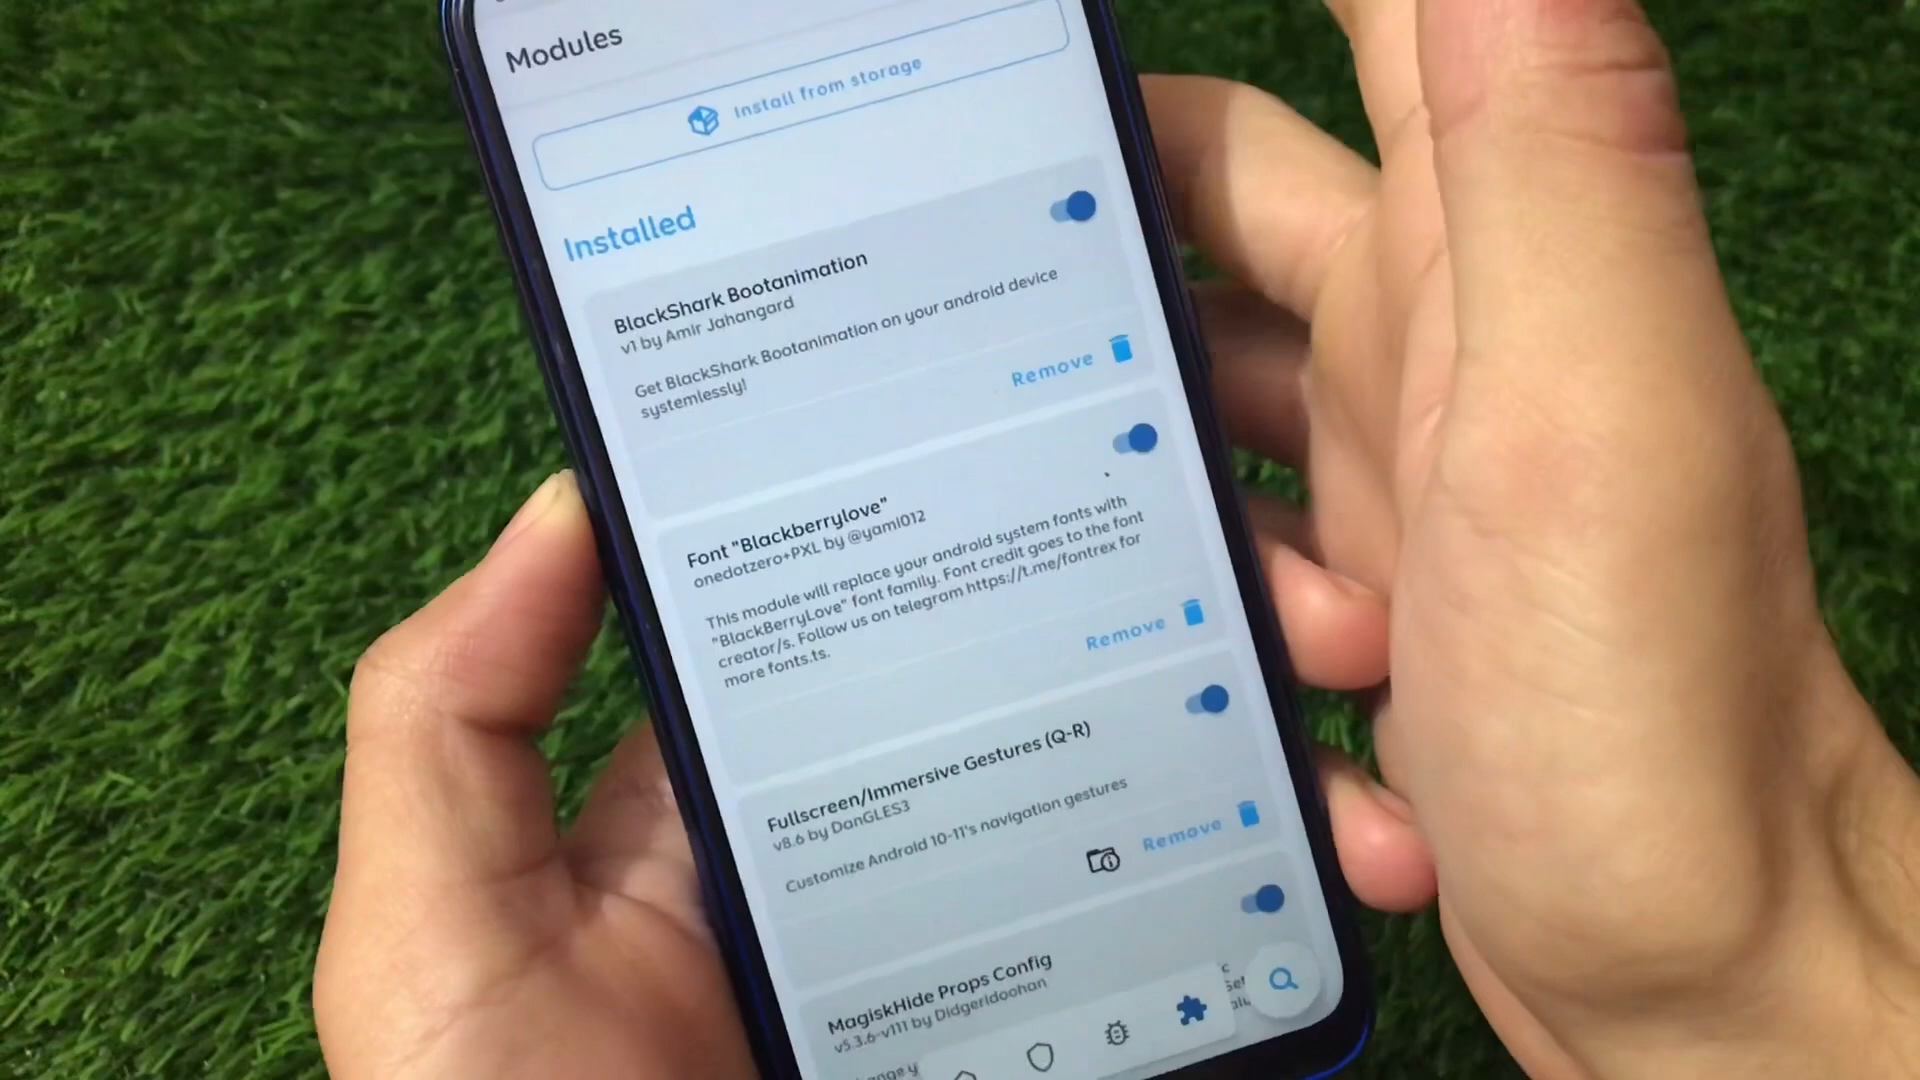 Modules
Install from storage
Installed
BlackShark Bootanimation
v1 by Amir Jahangard
Get BlackShark Bootanimation on your android device
systemlessly!
Remove
Font "Blackberrylove"
onedotzero+PXL by @yami012
This module will replace your android system fonts with
"BlackBerryLove" font family. Font credit goes to the font
creator/s. Follow us on telegram https://t.me/fontrex for
more fonts.ts.
Remove
Fullscreen/Immersive Gestures (Q-R)
v8.6 by DanGLES3
Customize Android 10-11's navigation gestures
Remove
MagiskHide Props Config
v5.3.6-v111 by Didgeridoohan